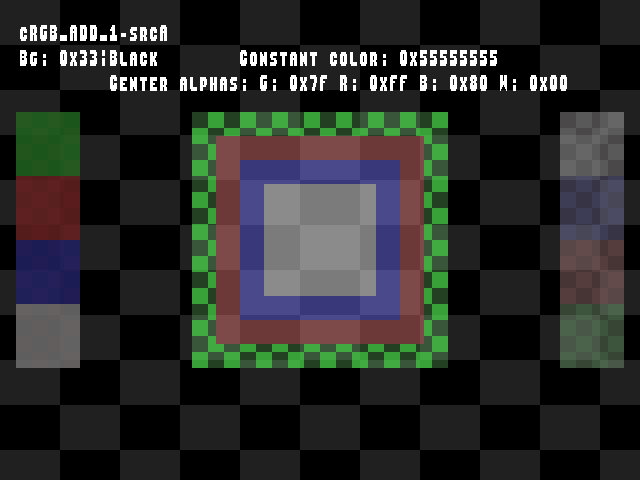 cRGB_ADD_1-srcA
Bg: 0x33¦Black Constant color: 0x55555555
Center alphas: G: 0x7f R: 0xff B: 0x80 W: 0x00